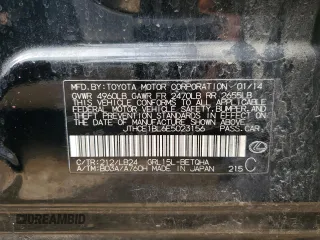 MFD. BY: TOYOTA MOTOR CORPORATION 01/14
GVWR 4960LB GAWR FR 2470LB RR 2655LB
THIS VEHICLE CONFORMS TO ALL APPLICABLE
FEDERAL MOTOR VEHICLE SAFETY, BUMPER, AND
THEFT PREVENTION STANDARDS IN EFFECT ON
THE DATE OF MANUFACTURE SHOWN ABOVE.
JTHCE1BL6E5023156 PASS.CAR
C/TR:212/LB24 GRL15L-BETQHA
A/TM:B03A/A760H MADE IN JAPAN 215
C
DREAMBID